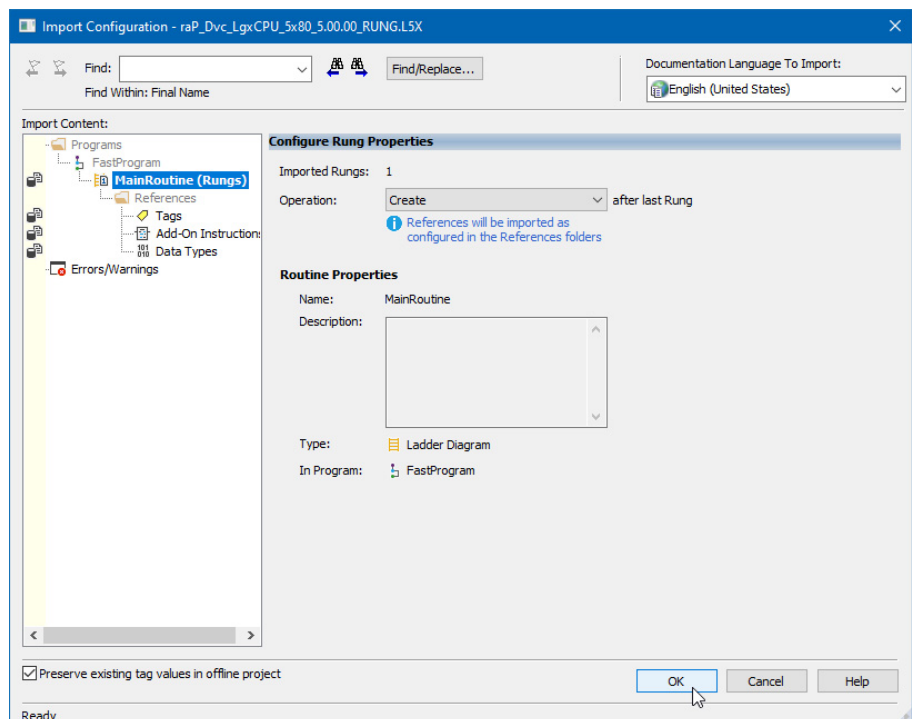 Import Configuration - raP_Dvc_LgxCPU_5x80_5.00.00_RUNG.L5X
Find:
Find/Replace...
Find Within: Final Name
Documentation Language To Import:
English (United States)
Import Content:
Programs
FastProgram
MainRoutine (Rungs)
References
Tags
Add-On Instruction:
Data Types
Errors/Warnings
Configure Rung Properties
Imported Rungs: 1
Operation: Create after last Rung
References will be imported as
configured in the References folders
Routine Properties
Name: MainRoutine
Description:
Type: Ladder Diagram
In Program: FastProgram
Preserve existing tag values in offline project
OK Cancel Help
Ready